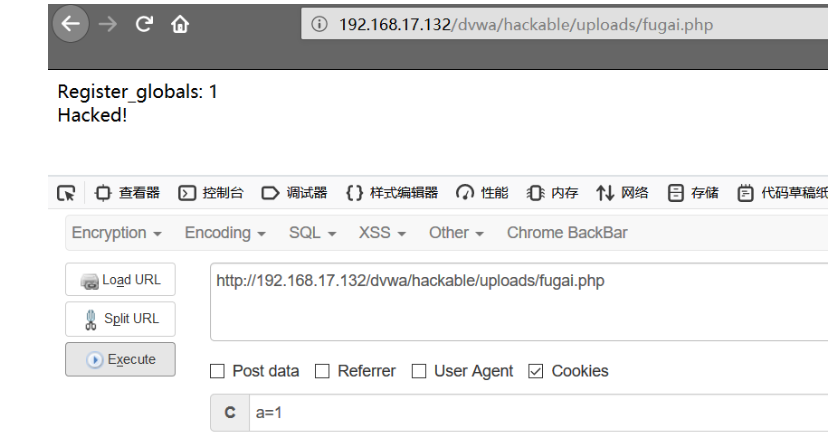 192.168.17.132/dvwa/hackable/uploads/fugai.php
Register_globals: 1
Hacked!
查看器 控制台 调试器 样式编辑器 性能 内存 网络 存储 代码草稿纸
Encryption Encoding SQL XSS Other Chrome BackBar
Load URL http://192.168.17.132/dvwa/hackable/uploads/fugai.php
Split URL
Execute
Post data Referrer User Agent Cookies
C a=1